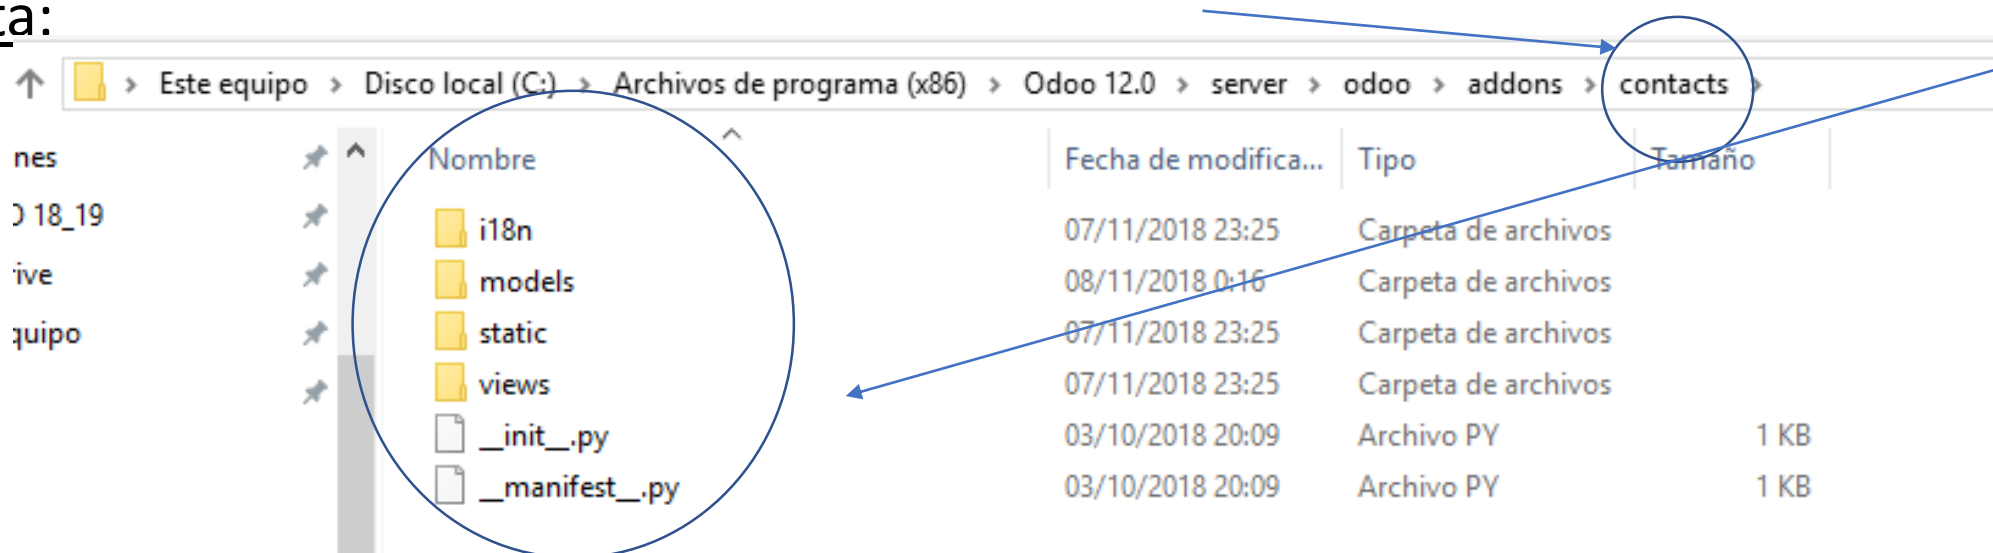 ta:
Este equipo > Disco local (C:) > Archivos de programa (x86) > Odoo 12.0 > server > odoo > addons > contacts >
nes
Nombre Fecha de modifica... Tipo Tamaño
O 18_19
i18n 07/11/2018 23:25 Carpeta de archivos
rive
models 08/11/2018 0:16 Carpeta de archivos
quipo
static 07/11/2018 23:25 Carpeta de archivos
views 07/11/2018 23:25 Carpeta de archivos
__init__.py 03/10/2018 20:09 Archivo PY 1 KB
__manifest__.py 03/10/2018 20:09 Archivo PY 1 KB